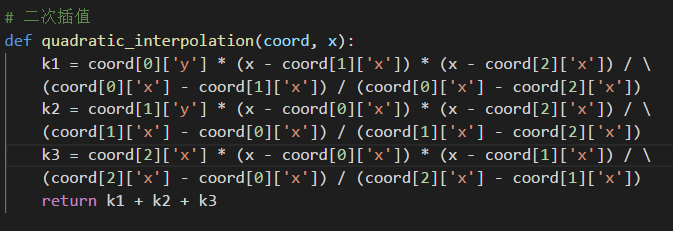 # 二次插值
def quadratic_interpolation(coord, x):
    k1 = coord[0]['y'] * (x - coord[1]['x']) * (x - coord[2]['x']) / \
    (coord[0]['x'] - coord[1]['x']) / (coord[0]['x'] - coord[2]['x'])
    k2 = coord[1]['y'] * (x - coord[0]['x']) * (x - coord[2]['x']) / \
    (coord[1]['x'] - coord[0]['x']) / (coord[1]['x'] - coord[2]['x'])
    k3 = coord[2]['x'] * (x - coord[0]['x']) * (x - coord[1]['x']) / \
    (coord[2]['x'] - coord[0]['x']) / (coord[2]['x'] - coord[1]['x'])
    return k1 + k2 + k3